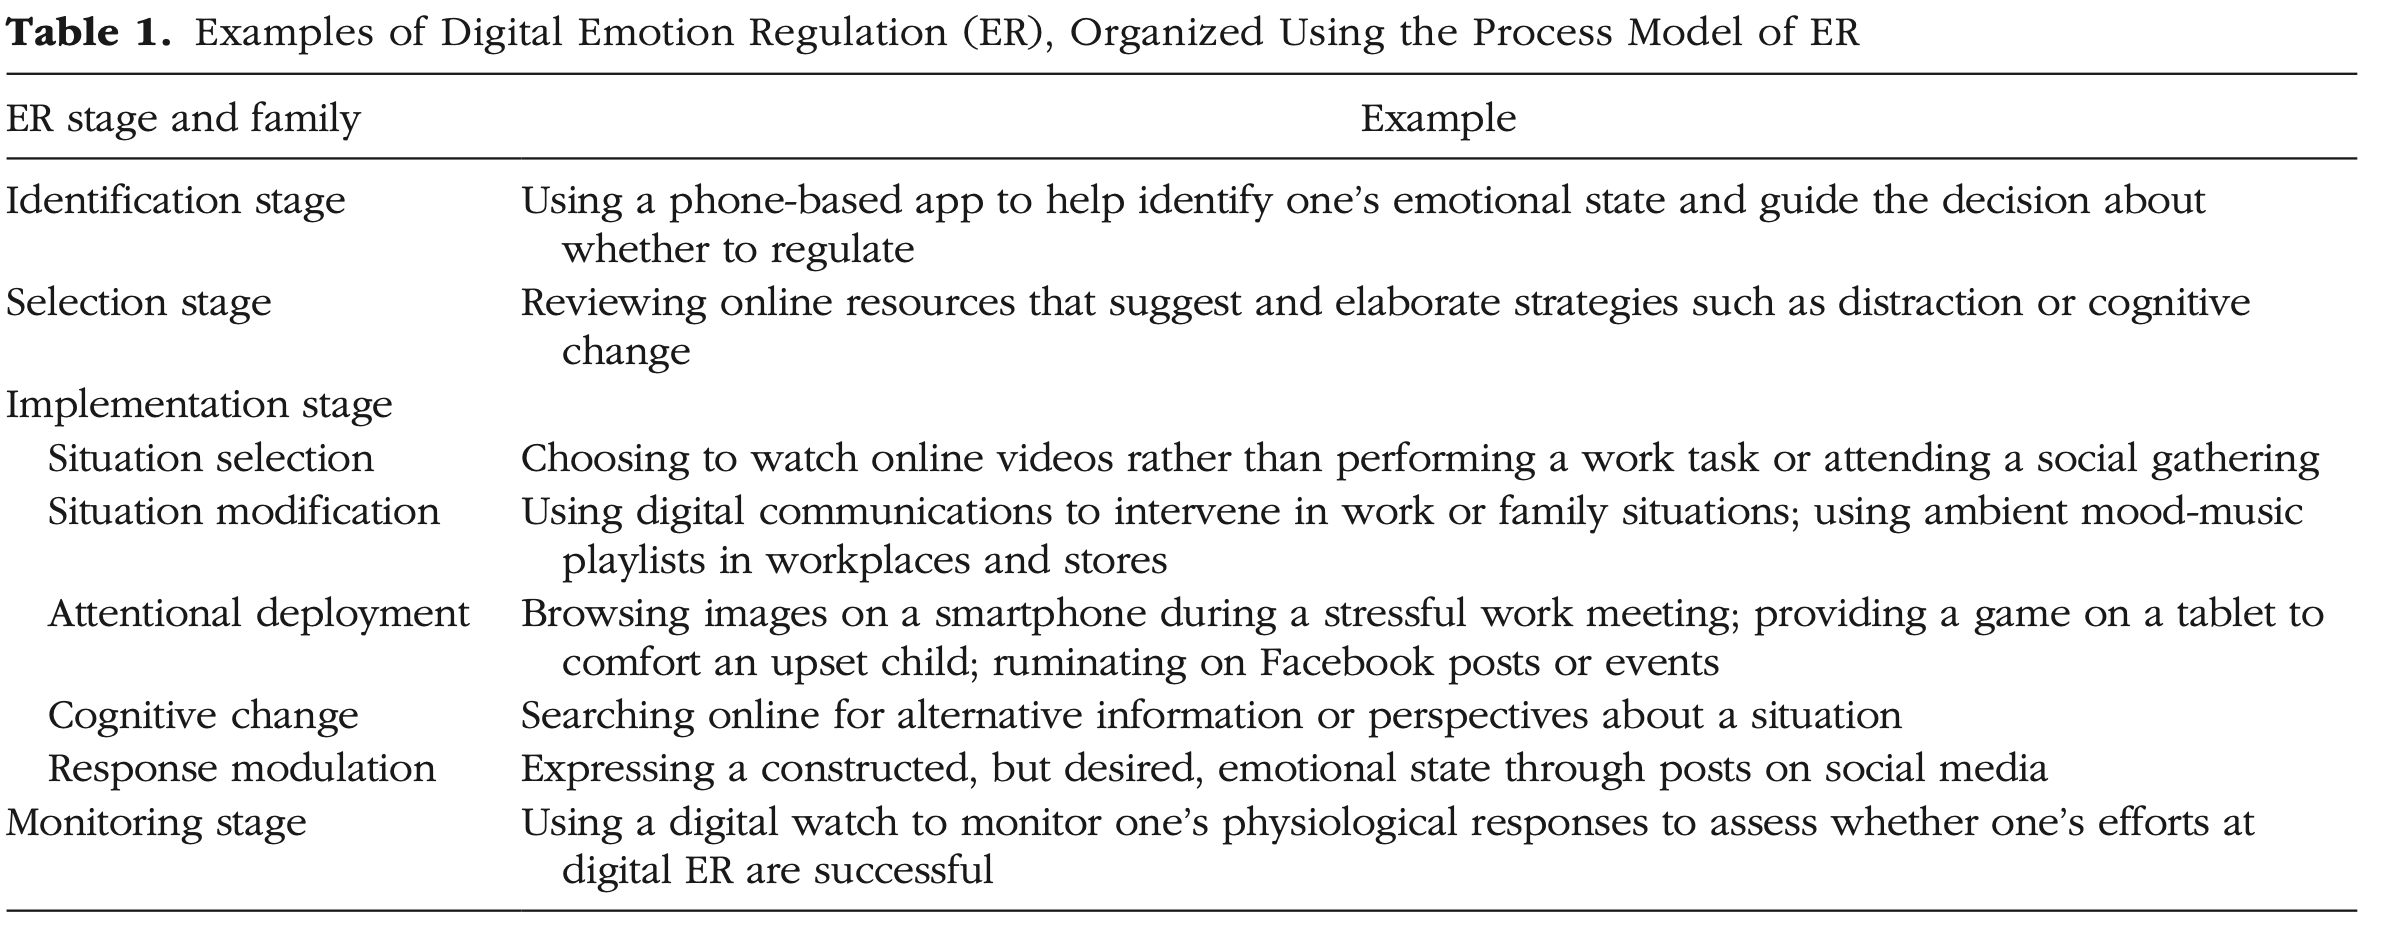 Table 1. Examples of Digital Emotion Regulation (ER), Organized Using the Process Model of ER
ER stage and family Example
Identification stage Using a phone-based app to help identify one’s emotional state and guide the decision about
whether to regulate
Selection stage Reviewing online resources that suggest and elaborate strategies such as distraction or cognitive
change
Implementation stage
Situation selection Choosing to watch online videos rather than performing a work task or attending a social gathering
Situation modification Using digital communications to intervene in work or family situations; using ambient mood-music
playlists in workplaces and stores
Attentional deployment Browsing images on a smartphone during a stressful work meeting; providing a game on a tablet to
comfort an upset child; ruminating on Facebook posts or events
Cognitive change Searching online for alternative information or perspectives about a situation
Response modulation Expressing a constructed, but desired, emotional state through posts on social media
Monitoring stage Using a digital watch to monitor one’s physiological responses to assess whether one’s efforts at
digital ER are successful